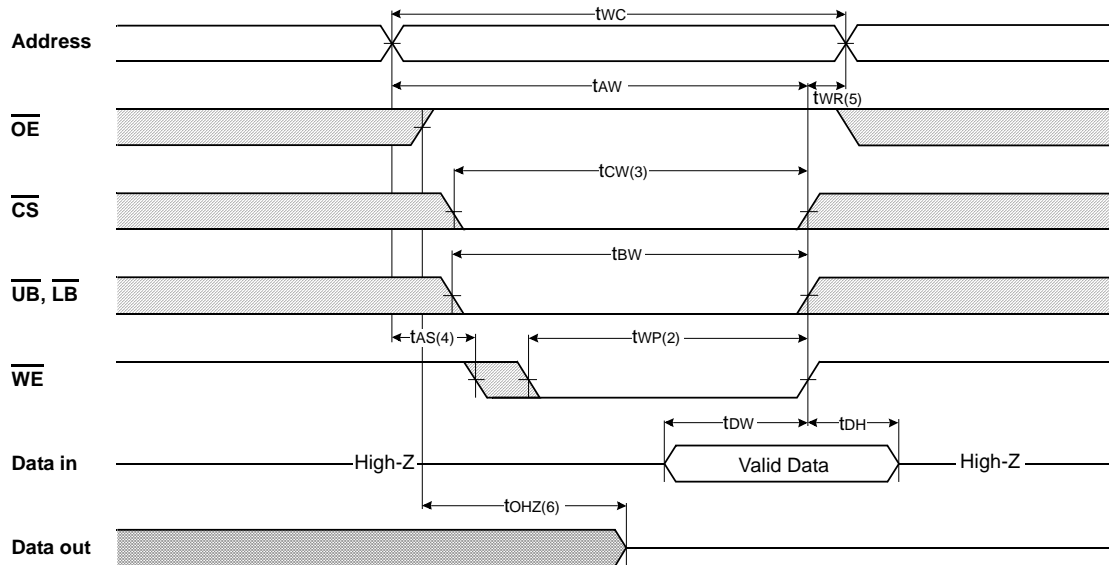 tWC
Address
tAW
tWR(5)
OE
tCW(3)
CS
tBW
UB, LB
tAS(4)
tWP(2)
WE
tDW
tDH
Data in
High-Z
Valid Data
High-Z
tOHZ(6)
Data out